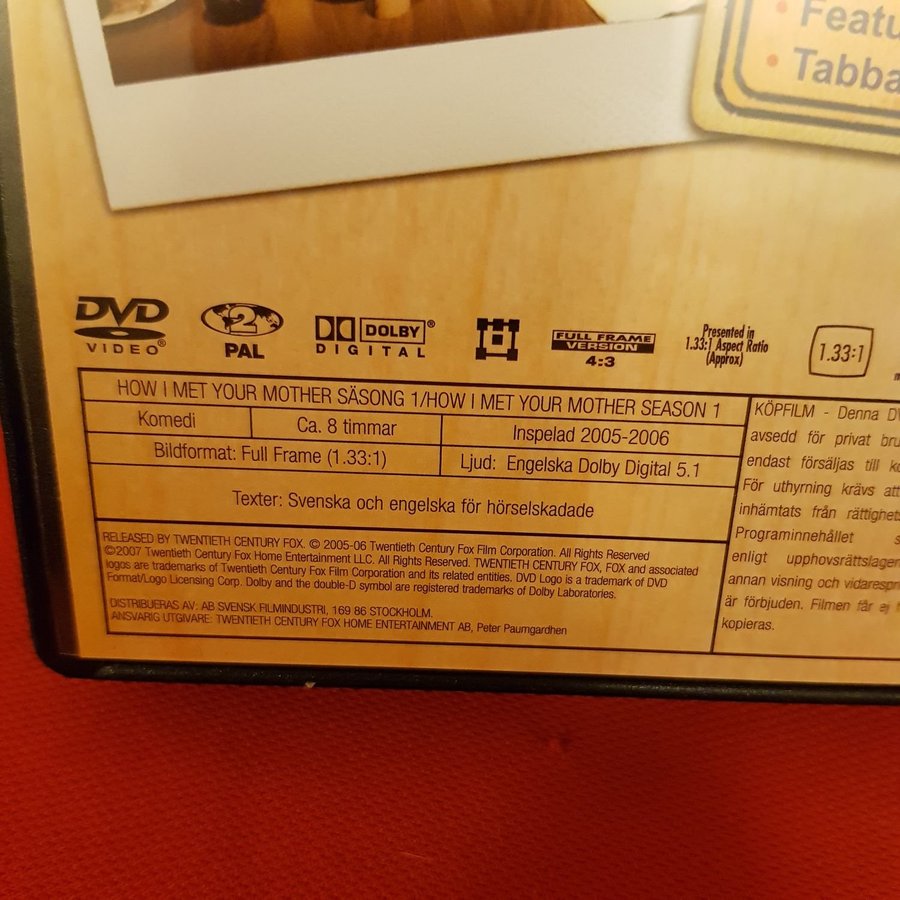 Featu
Tabba
DVD
VIDEO®
2
PAL
DOLBY®
DIGITAL
FULL FRAME
VERSION
4:3
Presented in
1.33:1 Aspect Ratio
(Approx)
1.33:1
HOW I MET YOUR MOTHER SÄSONG 1/HOW I MET YOUR MOTHER SEASON 1
Komedi
Ca. 8 timmar
Inspelad 2005-2006
Bildformat: Full Frame (1.33:1)
Ljud: Engelska Dolby Digital 5.1
Texter: Svenska och engelska för hörselskadade
RELEASED BY TWENTIETH CENTURY FOX. © 2005-06 Twentieth Century Fox Film Corporation. All Rights Reserved
©2007 Twentieth Century Fox Home Entertainment LLC. All Rights Reserved. TWENTIETH CENTURY FOX, FOX and associated
logos are trademarks of Twentieth Century Fox Film Corporation and its related entities. DVD Logo is a trademark of DVD
Format/Logo Licensing Corp. Dolby and the double-D symbol are registered trademarks of Dolby Laboratories.
DISTRIBUERAS AV: AB SVENSK FILMINDUSTRI, 169 86 STOCKHOLM.
ANSVARIG UTGIVARE: TWENTIETH CENTURY FOX HOME ENTERTAINMENT AB, Peter Paumgardhen
KÖPFILM - Denna DV
avsedd för privat bru
endast försäljas till ko
För uthyrning krävs att
inhämtats från rättighets
Programinnehållet s
enligt upphovsrättslagen
annan visning och vidarespri
är förbjuden. Filmen får ej
kopieras.